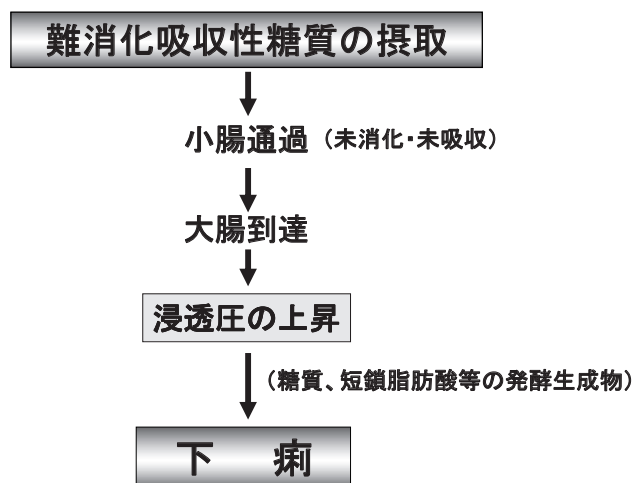 難消化吸収性糖質の摂取
小腸通過（未消化・未吸収）
大腸到達
浸透圧の上昇
（糖質、短鎖脂肪酸等の発酵生成物）
下　痢